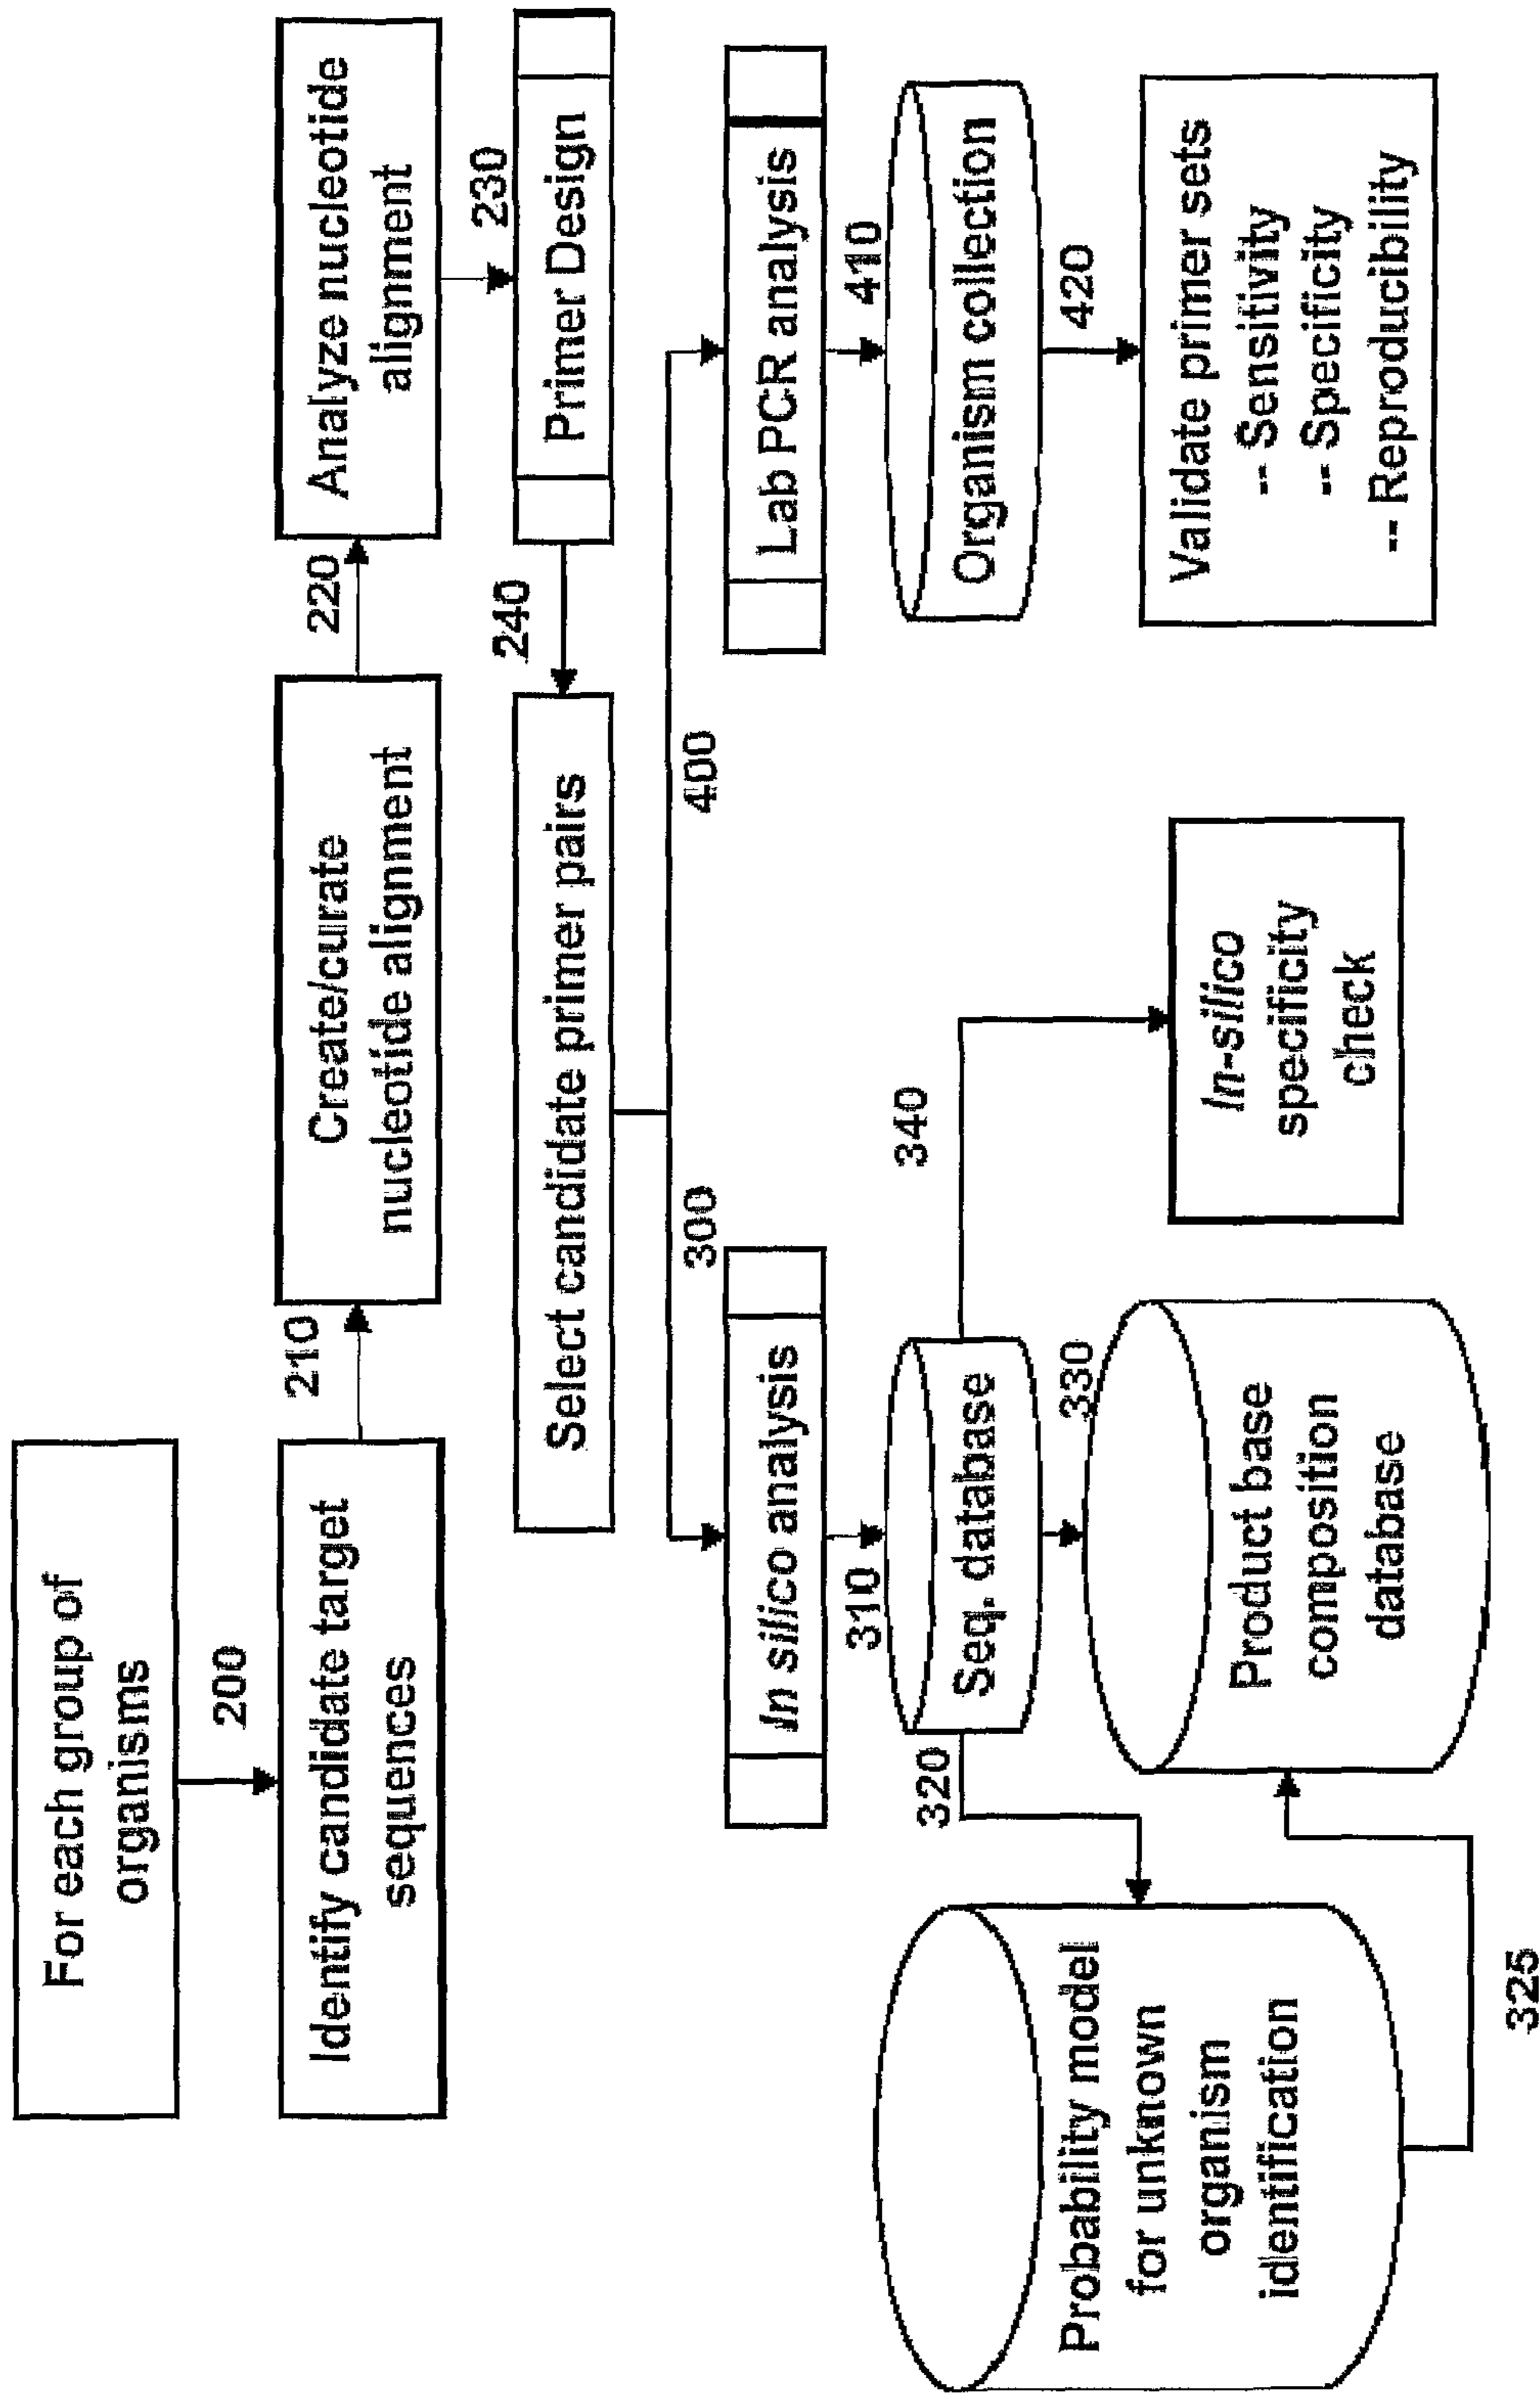 For each group of
organisms
200
Identify candidate target
sequences
210
Create/curate
nucleotide alignment
220
Analyze nucleotide
alignment
230
Primer Design
240
Select candidate primer pairs
300
400
In silico analysis
310
Seq. database
320
Probability model
for unknown
organism
identification
325
330
Product base
composition
database
340
In-silico
specificity
check
Lab PCR analysis
410
Organism collection
420
Validate primer sets
-- Sensitivity
-- Specificity
-- Reproducibility